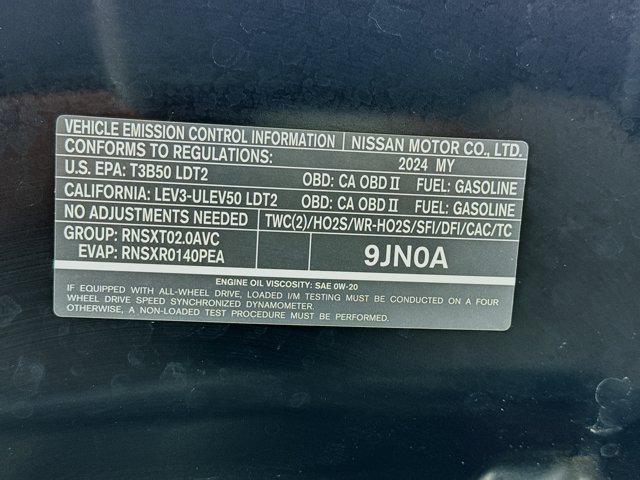 VEHICLE EMISSION CONTROL INFORMATION NISSAN MOTOR CO., LTD.
CONFORMS TO REGULATIONS: 2024 MY
U.S. EPA: T3B50 LDT2 OBD: CA OBD II FUEL: GASOLINE
CALIFORNIA: LEV3-ULEV50 LDT2 OBD: CA OBD II FUEL: GASOLINE
NO ADJUSTMENTS NEEDED TWC(2)/HO2S/WR-HO2S/SFI/DFI/CAC/TC
GROUP: RNSXT02.0AVC
EVAP: RNSXR0140PEA 9JN0A
ENGINE OIL VISCOSITY: SAE 0W-20
IF EQUIPPED WITH ALL-WHEEL DRIVE, LOADED I/M TESTING MUST BE CONDUCTED ON A FOUR
WHEEL DRIVE SPEED SYNCHRONIZED DYNAMOMETER.
OTHERWISE, A NON-LOADED TEST PROCEDURE MUST BE PERFORMED.